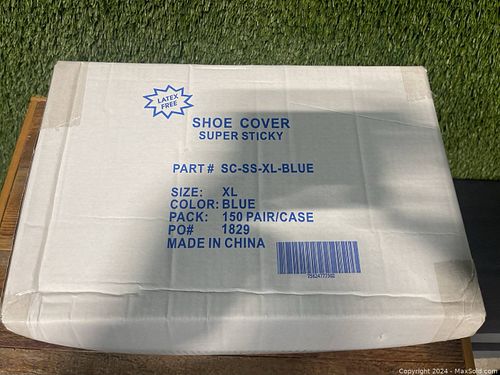 LATEX
FREE
SHOE COVER
SUPER STICKY
PART # SC-SS-XL-BLUE
SIZE: XL
COLOR: BLUE
PACK: 150 PAIR/CASE
PO# 1829
MADE IN CHINA
Copyright 2024 - MaxSold.com